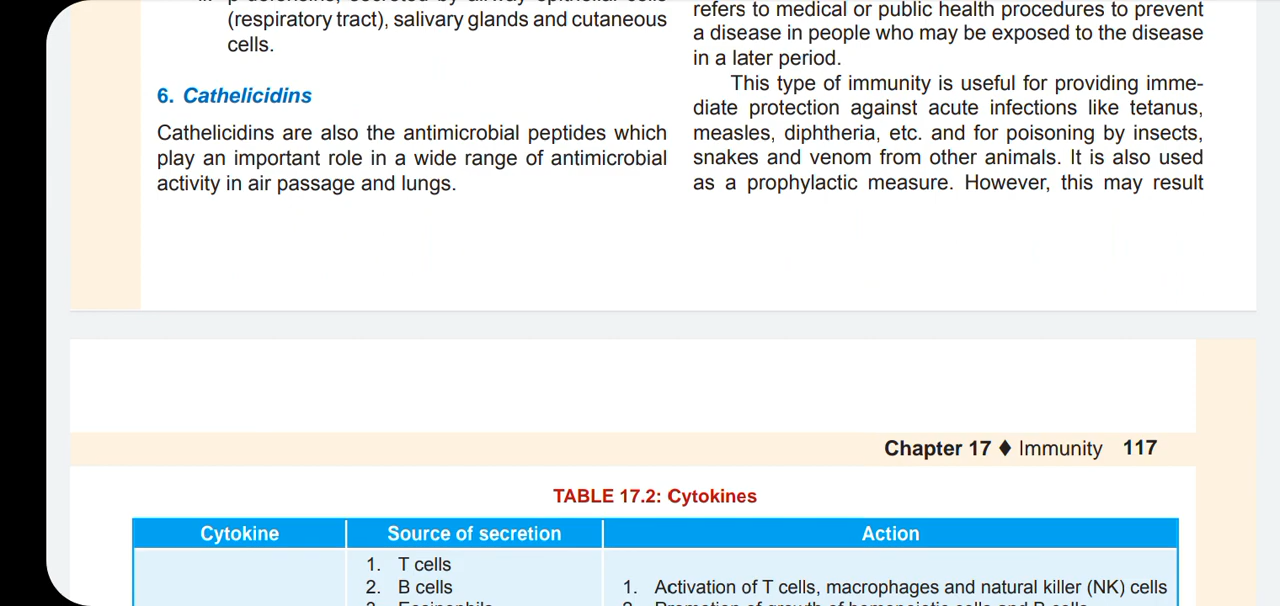 (respiratory tract), salivary glands and cutaneous
cells.
6. Cathelicidins
Cathelicidins are also the antimicrobial peptides which
play an important role in a wide range of antimicrobial
activity in air passage and lungs.
refers to medical or public health procedures to prevent
a disease in people who may be exposed to the disease
in a later period.
This type of immunity is useful for providing imme-
diate protection against acute infections like tetanus,
measles, diphtheria, etc. and for poisoning by insects,
snakes and venom from other animals. It is also used
as a prophylactic measure. However, this may result
Chapter 17 ♦ Immunity 117
TABLE 17.2: Cytokines
Cytokine Source of secretion Action
1. T cells
2. B cells
1. Activation of T cells, macrophages and natural killer (NK) cells